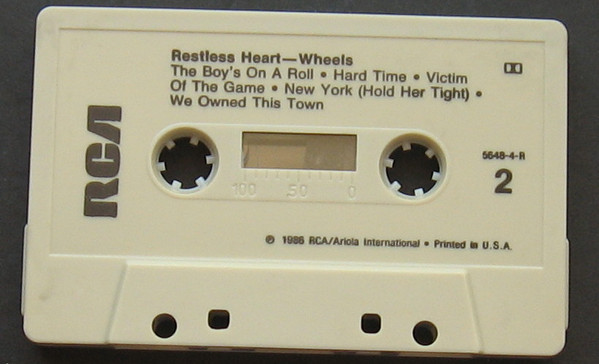 Restless Heart—Wheels
The Boy's On A Roll • Hard Time • Victim
Of The Game • New York (Hold Her Tight) •
We Owned This Town
RCA
5648-4-R
2
100 50 0
℗ 1986 RCA/Ariola International • Printed in U.S.A.